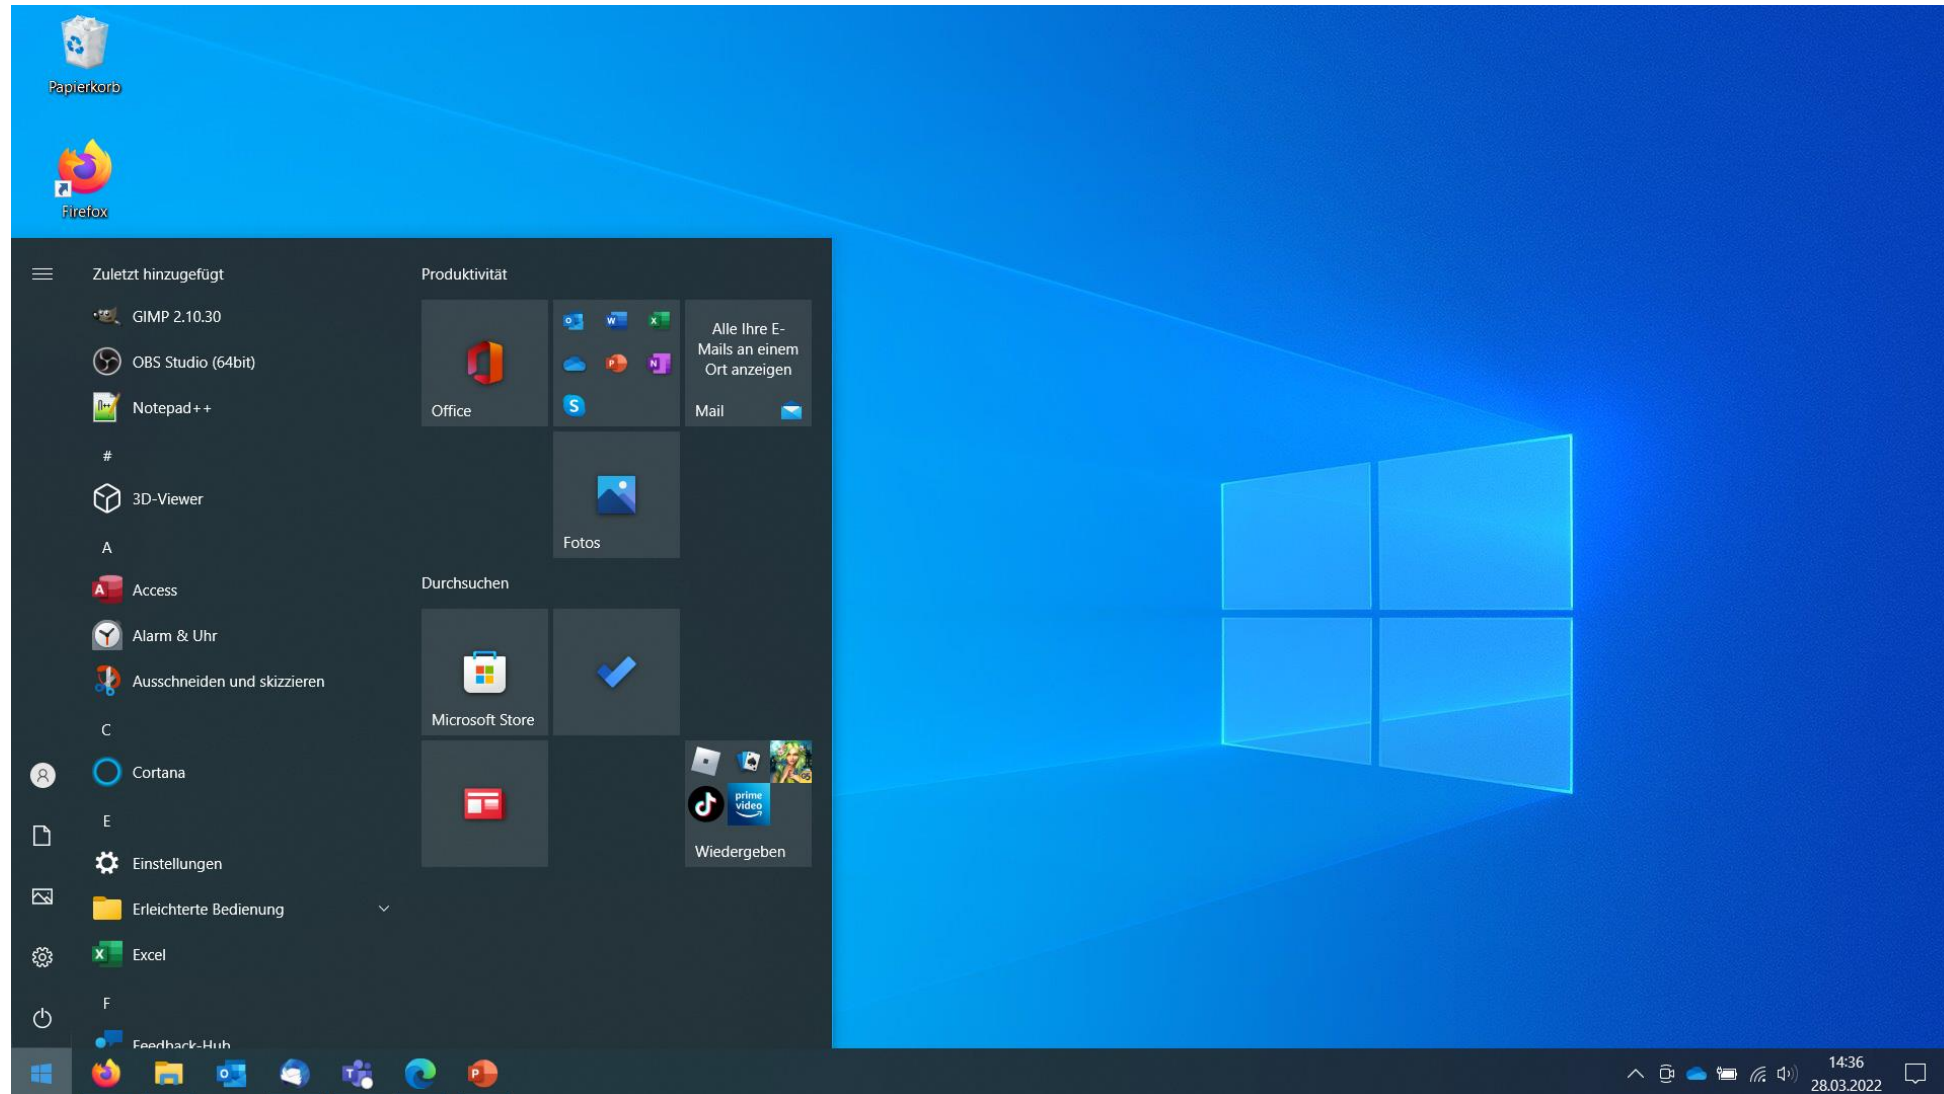 Papierkorb
Firefox
Zuletzt hinzugefügt
GIMP 2.10.30
OBS Studio (64bit)
Notepad++
#
3D-Viewer
A
Access
Alarm & Uhr
Ausschneiden und skizzieren
C
Cortana
E
Einstellungen
Erleichterte Bedienung
Excel
F
Feedback-Hub
Produktivität
Office
Alle Ihre E-
Mails an einem
Ort anzeigen
Mail
Fotos
Durchsuchen
Microsoft Store
prime
video
Wiedergeben
14:36
28.03.2022